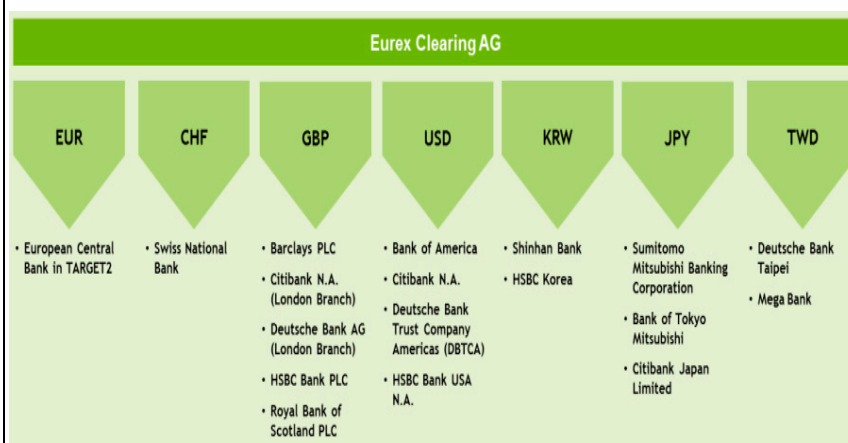 Eurex Clearing AG
EUR
CHF
GBP
USD
KRW
JPY
TWD
• European Central
Bank in TARGET2
• Swiss National
Bank
• Barclays PLC
• Citibank N.A.
(London Branch)
• Deutsche Bank AG
(London Branch)
• HSBC Bank PLC
• Royal Bank of
Scotland PLC
• Bank of America
• Citibank N.A.
• Deutsche Bank
Trust Company
Americas (DBTCA)
• HSBC Bank USA
N.A.
• Shinhan Bank
• HSBC Korea
• Sumitomo
Mitsubishi Banking
Corporation
• Bank of Tokyo
Mitsubishi
• Citibank Japan
Limited
• Deutsche Bank
Taipei
• Mega Bank